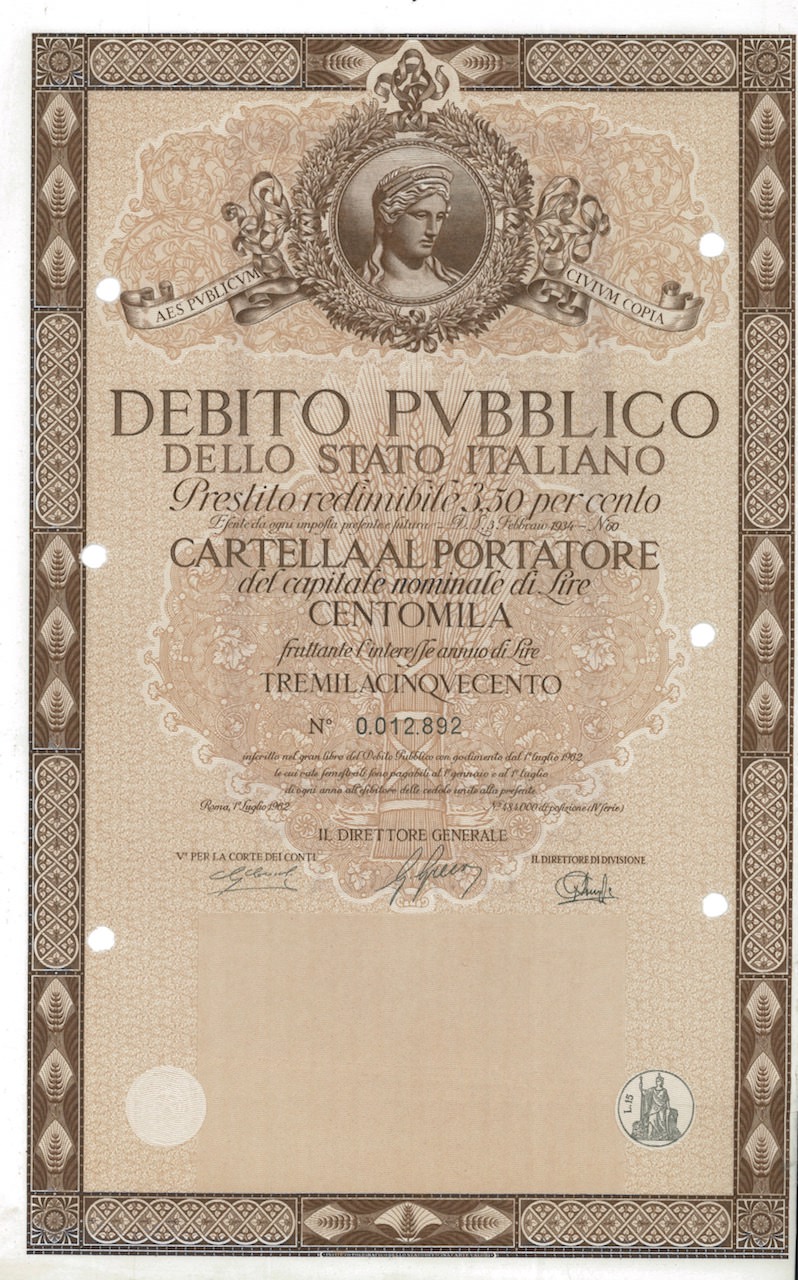 AES PVBLICVM
CIVIVM COPIA
DEBITO PVBBLICO
DELLO STATO ITALIANO
Prestito redimibile 3,50 per cento
Esente da ogni imposta presente e futura = D. L. 3 Febbraio 1934 – N 60
CARTELLA AL PORTATORE
del capitale nominale di Lire
CENTOMILA
fruttante l'interesse annuo di Lire
TREMILACINQVECENTO
N° 0.012.892
inscritto nel gran libro del Debito Pubblico con godimento dal 1° luglio 1962
le cui rate semestrali sono pagabili al 1° gennaio e al 1° luglio
di ogni anno all'esibitore delle cedole unite alla presente
Roma, 1° Luglio 1962
N° 484.000 di posizione (IV serie)
IL DIRETTORE GENERALE
V° PER LA CORTE DEI CONTI
IL DIRETTORE DI DIVISIONE
L.15